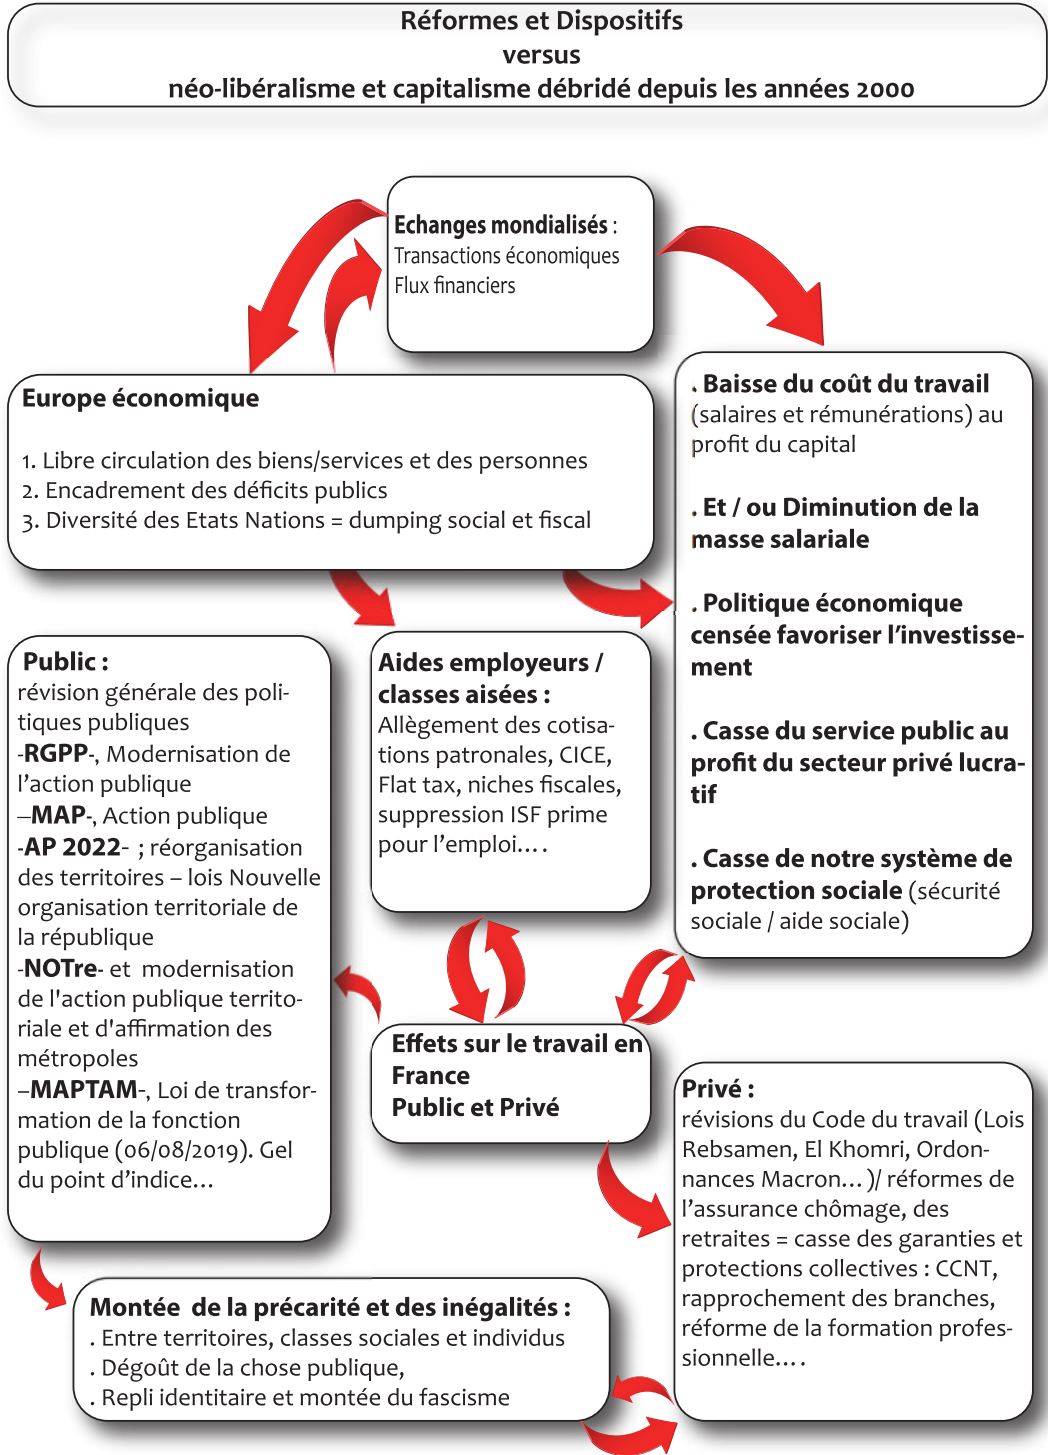 Réformes et Dispositifs
versus
néo-libéralisme et capitalisme débridé depuis les années 2000
Echanges mondialisés :
Transactions économiques
Flux financiers
Europe économique
1. Libre circulation des biens/services et des personnes
2. Encadrement des déficits publics
3. Diversité des Etats Nations = dumping social et fiscal
. Baisse du coût du travail
(salaires et rémunérations) au
profit du capital
. Et / ou Diminution de la
masse salariale
. Politique économique
censée favoriser l’investisse-
ment
. Casse du service public au
profit du secteur privé lucra-
tif
. Casse de notre système de
protection sociale (sécurité
sociale / aide sociale)
Public :
révision générale des poli-
tiques publiques
-RGPP-, Modernisation de
l’action publique
–MAP-, Action publique
-AP 2022- ; réorganisation
des territoires – lois Nouvelle
organisation territoriale de
la république
-NOTre- et modernisation
de l'action publique territo-
riale et d'affirmation des
métropoles
–MAPTAM-, Loi de transfor-
mation de la fonction
publique (06/08/2019). Gel
du point d’indice…
Aides employeurs /
classes aisées :
Allègement des cotisa-
tions patronales, CICE,
Flat tax, niches fiscales,
suppression ISF prime
pour l’emploi….
Effets sur le travail en
France
Public et Privé
Privé :
révisions du Code du travail (Lois
Rebsamen, El Khomri, Ordon-
nances Macron…)/ réformes de
l’assurance chômage, des
retraites = casse des garanties et
protections collectives : CCNT,
rapprochement des branches,
réforme de la formation profes-
sionnelle….
Montée de la précarité et des inégalités :
. Entre territoires, classes sociales et individus
. Dégoût de la chose publique,
. Repli identitaire et montée du fascisme